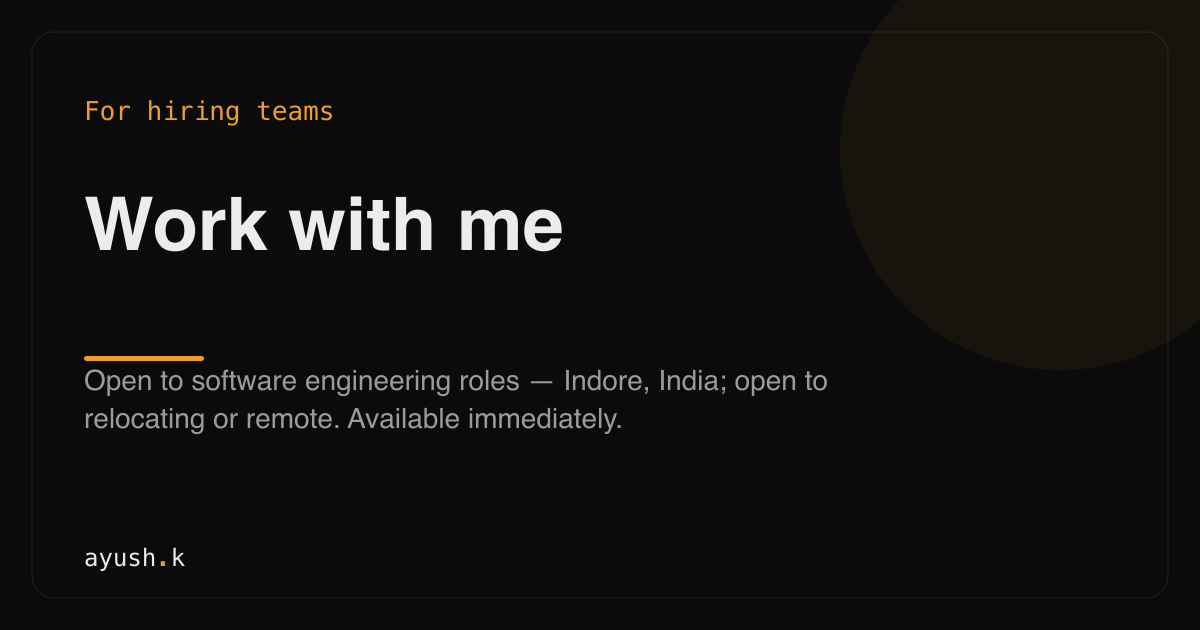 For hiring teams
Work with me
Open to software engineering roles — Indore, India; open to
relocating or remote. Available immediately.
ayush.k